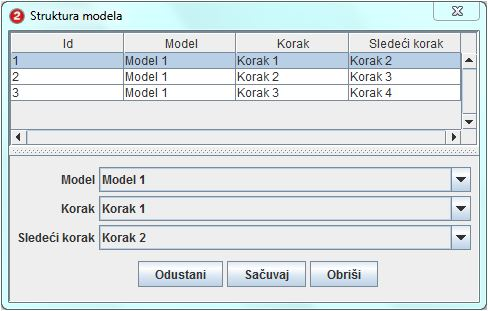 2 Struktura modela
Id Model Korak Sledeći korak
1 Model 1 Korak 1 Korak 2
2 Model 1 Korak 2 Korak 3
3 Model 1 Korak 3 Korak 4
Model Model 1
Korak Korak 1
Sledeći korak Korak 2
Odustani Sačuvaj Obriši